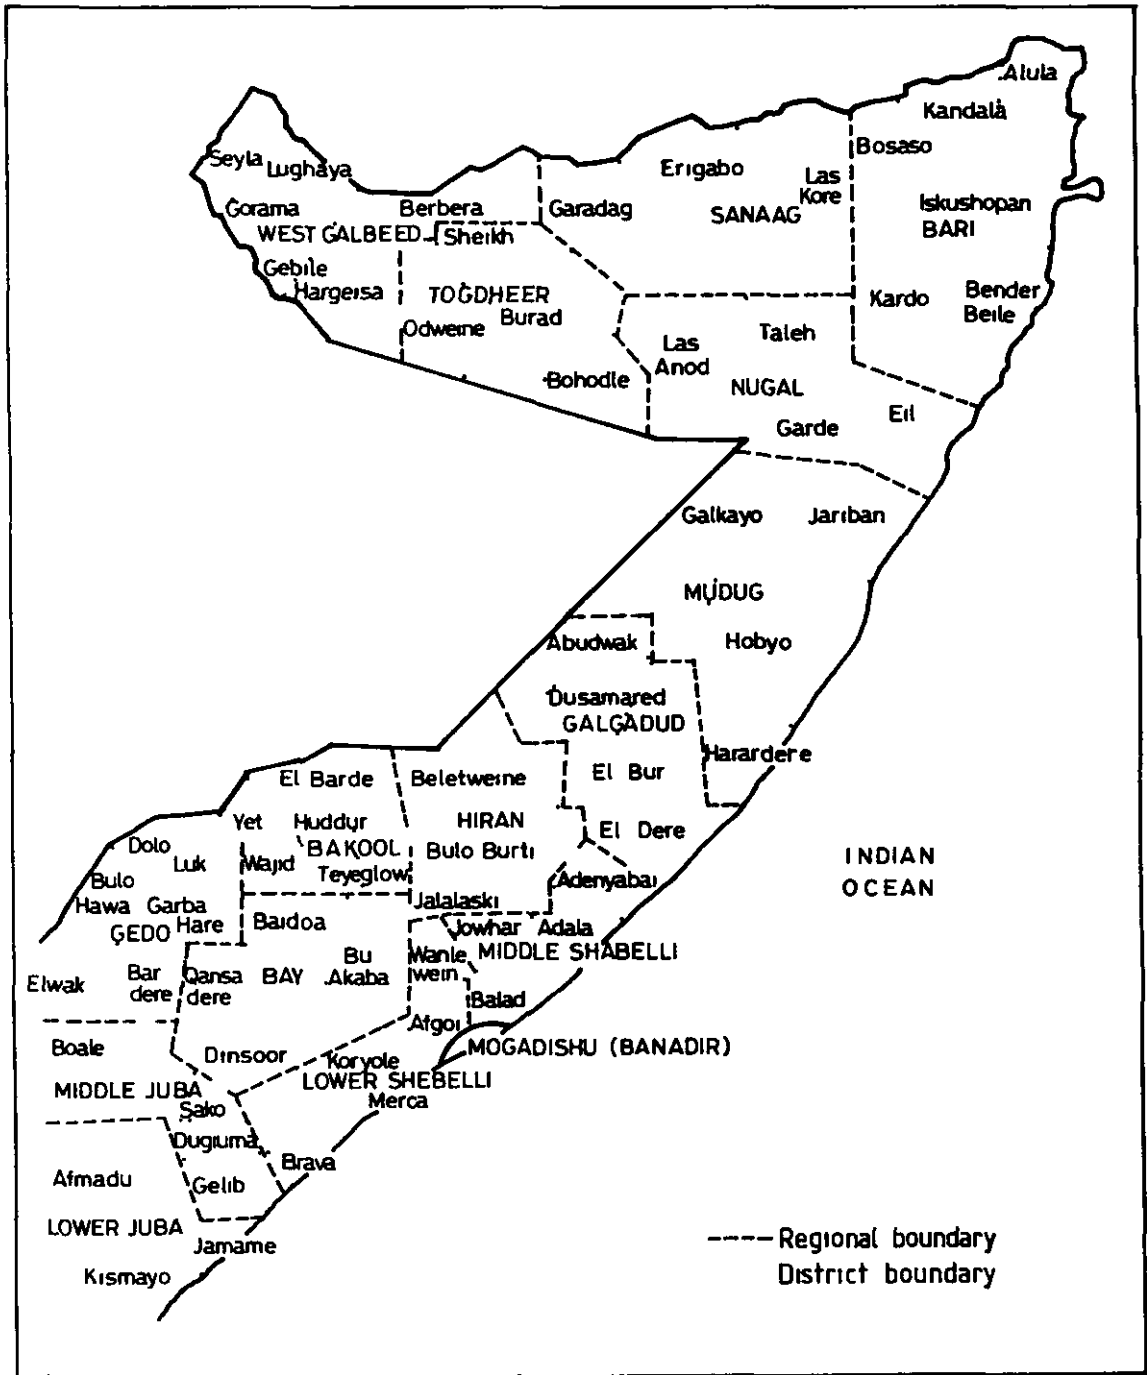 Alula
Kandala
Bosaso
Seyla
Lughaya
Erigabo
Las
Kore
Gorama
Berbera
Garadag
SANAAG
Iskushopan
BARI
WEST GALBEED
Sheikh
Gebile
Hargeisa
TOGDHEER
Burad
Kardo
Bender
Beile
Odweine
Las
Anod
Taleh
Bohodle
NUGAL
Eil
Garde
Galkayo
Jariban
MUDUG
Abudwak
Hobyo
Dusamared
GALGADUD
Harardere
El Barde
Beletweine
El Bur
Yet
Huddur
HIRAN
El Dere
Dolo
Luk
Wajid
BAKOOL
Bulo Burti
Teyeglow
INDIAN
OCEAN
Bulo
Hawa
Garba
Hare
Adenyabal
Jalalaski
GEDO
Baidoa
Jowhar
Adala
Bu
Akaba
Wanle
wein
MIDDLE SHABELLI
Elwak
Bar
dere
Qansa
dere
BAY
Balad
Afgoi
Boale
Dinsoor
Koryole
MOGADISHU (BANADIR)
MIDDLE JUBA
LOWER SHEBELLI
Sako
Merca
Dugiuma
Brava
Afmadu
Gelib
LOWER JUBA
Jamame
Kismayo
Regional boundary
District boundary